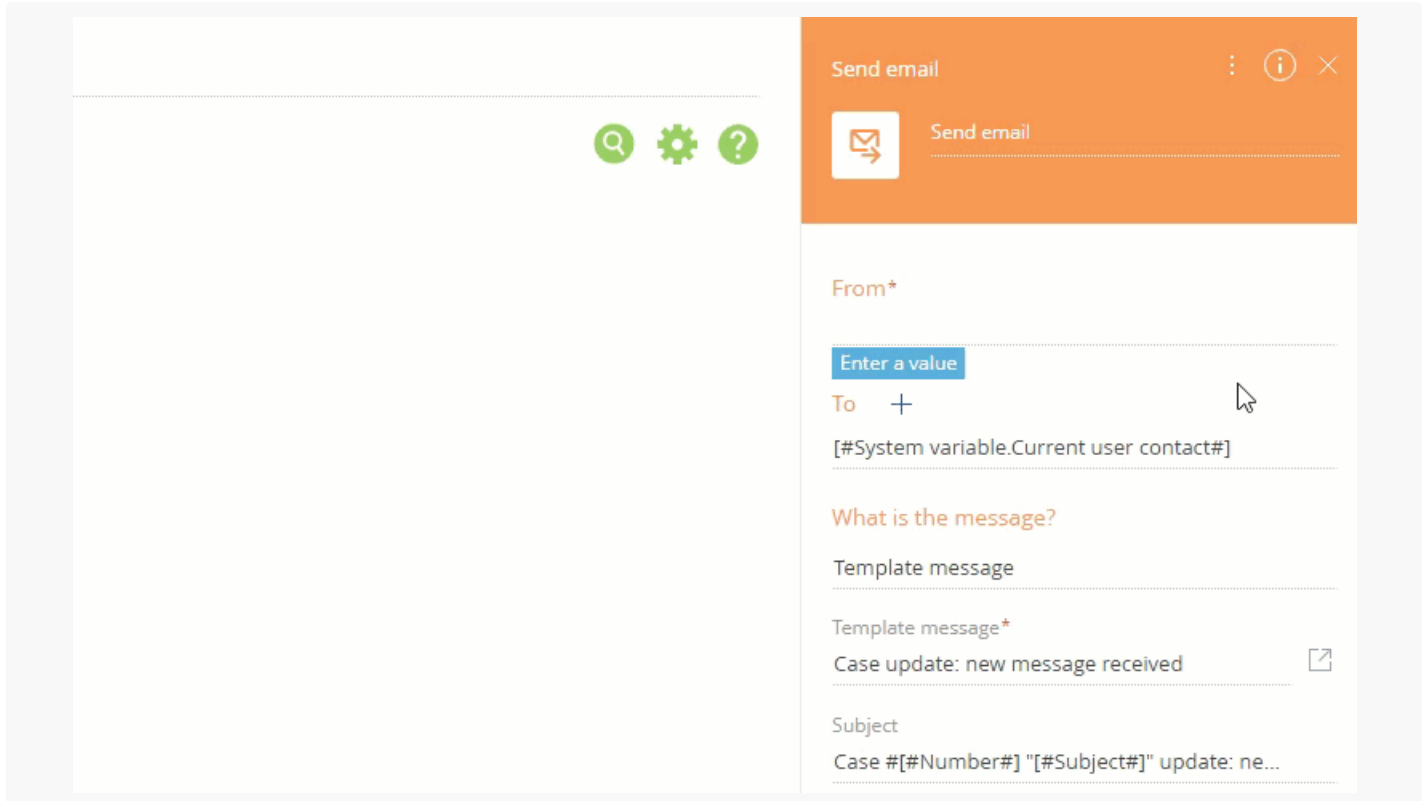 Send email
Send email
From*
Enter a value
To
[#System variable.Current user contact#]
What is the message?
Template message
Template message*
Case update: new message received
Subject
Case #[#Number#] "[#Subject#]" update: ne...